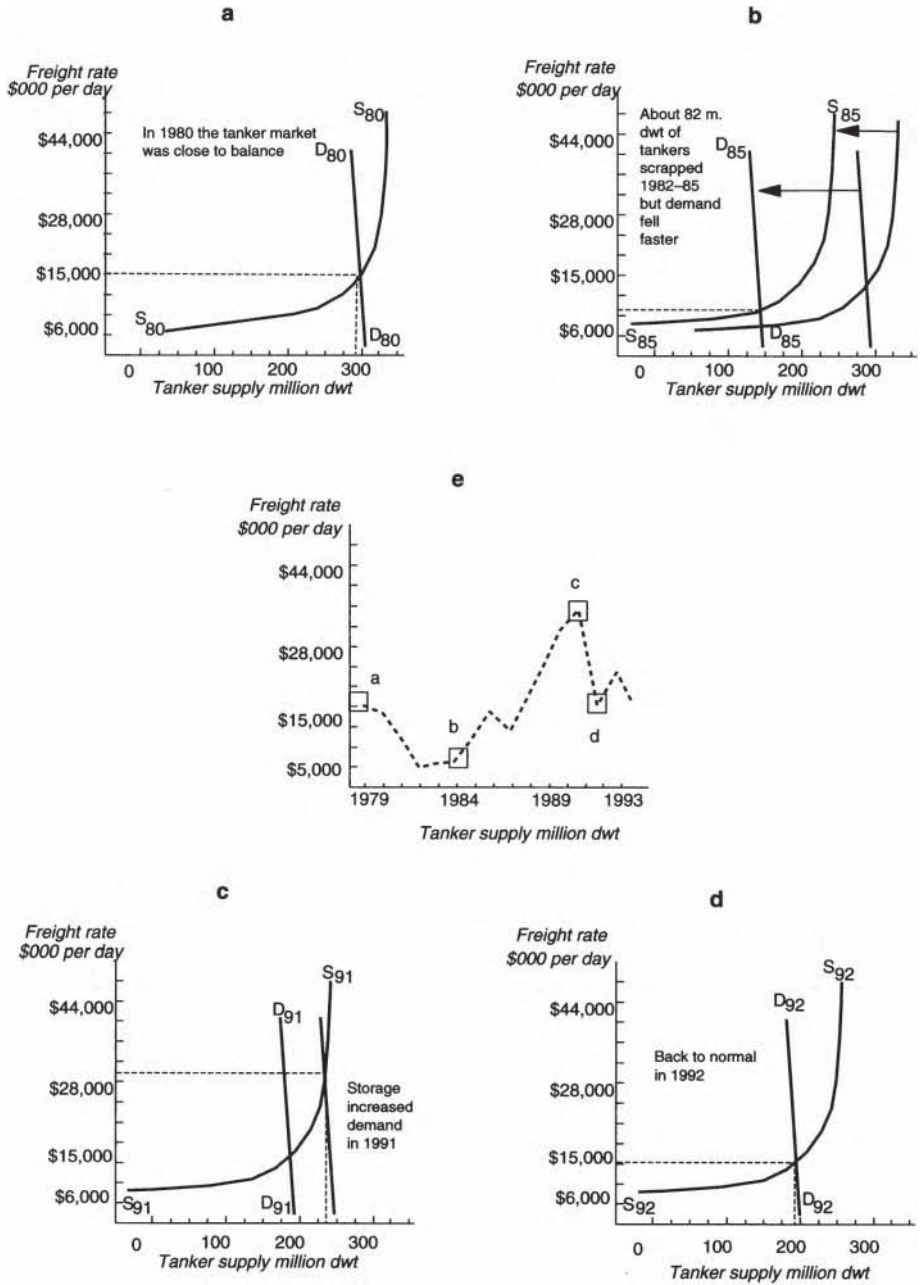 a
Freight rate
$000 per day
$44,000
$28,000
$15,000
$6,000
In 1980 the tanker market
was close to balance
S80
D80
S80
D80
0 100 200 300
Tanker supply million dwt
b
Freight rate
$000 per day
$44,000
$28,000
$15,000
$6,000
About 82 m.
dwt of
tankers
scrapped
1982–85
but demand
fell
faster
S85
D85
S85
D85
0 100 200 300
Tanker supply million dwt
e
Freight rate
$000 per day
$44,000
$28,000
$15,000
$5,000
a
b
c
d
1979 1984 1989 1993
Tanker supply million dwt
c
Freight rate
$000 per day
$44,000
$28,000
$15,000
$6,000
S91
D91
Storage
increased
demand
in 1991
S91
D91
0 100 200 300
Tanker supply million dwt
d
Freight rate
$000 per day
$44,000
$28,000
$15,000
$6,000
S92
D92
Back to normal
in 1992
S92
D92
0 100 200 300
Tanker supply million dwt